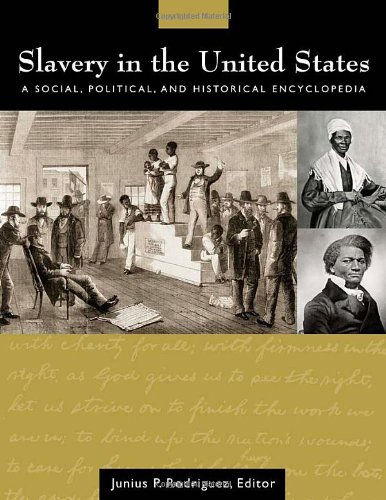 Slavery in the United States
A SOCIAL, POLITICAL, AND HISTORICAL ENCYCLOPEDIA
with charity for all; with firmness in the
right, as God gives us to see the right,
let us strive on to finish the work we
are in; to bind up the nation's wounds;
to care for him who
Junius P. Rodriguez, Editor